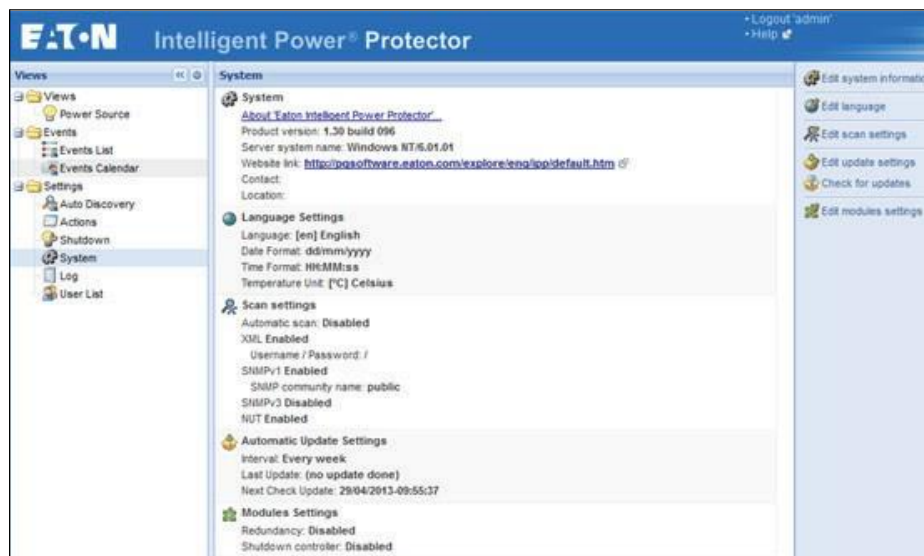 EATON Intelligent Power® Protector
Logout 'admin'
Help
Views
Views
Power Source
Events
Events List
Events Calendar
Settings
Auto Discovery
Actions
Shutdown
System
Log
User List
System
System
About 'Eaton Intelligent Power Protector'...
Product version: 1.30 build 096
Server system name: Windows NT/6.01.01
Website link: http://pqsoftware.eaton.com/explore/eng/ipp/default.htm
Contact:
Location:
Language Settings
Language: [en] English
Date Format: dd/mm/yyyy
Time Format: HH:MM:ss
Temperature Unit: [°C] Celsius
Scan settings
Automatic scan: Disabled
XML Enabled
Username / Password: /
SNMPv1 Enabled
SNMP community name: public
SNMPv3 Disabled
NUT Enabled
Automatic Update Settings
Interval: Every week
Last Update: (no update done)
Next Check Update: 29/04/2013-09:55:37
Modules Settings
Redundancy: Disabled
Shutdown controller: Disabled
Edit system informatio
Edit language
Edit scan settings
Edit update settings
Check for updates
Edit modules settings